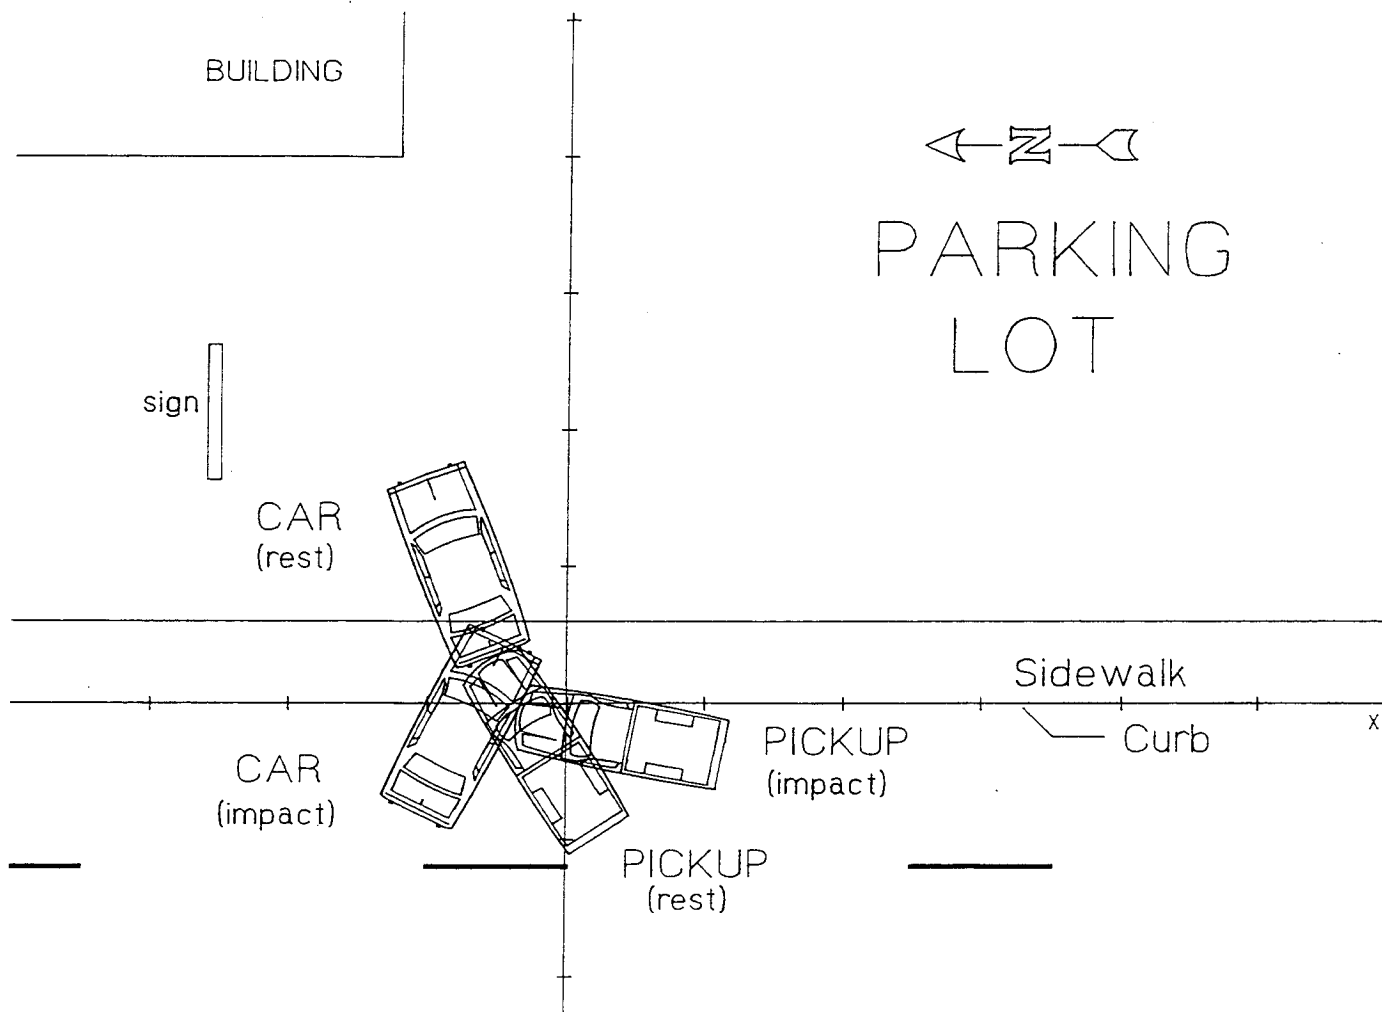 BUILDING
N
PARKING
LOT
sign
CAR
(rest)
Sidewalk
X
Curb
PICKUP
(impact)
CAR
(impact)
PICKUP
(rest)